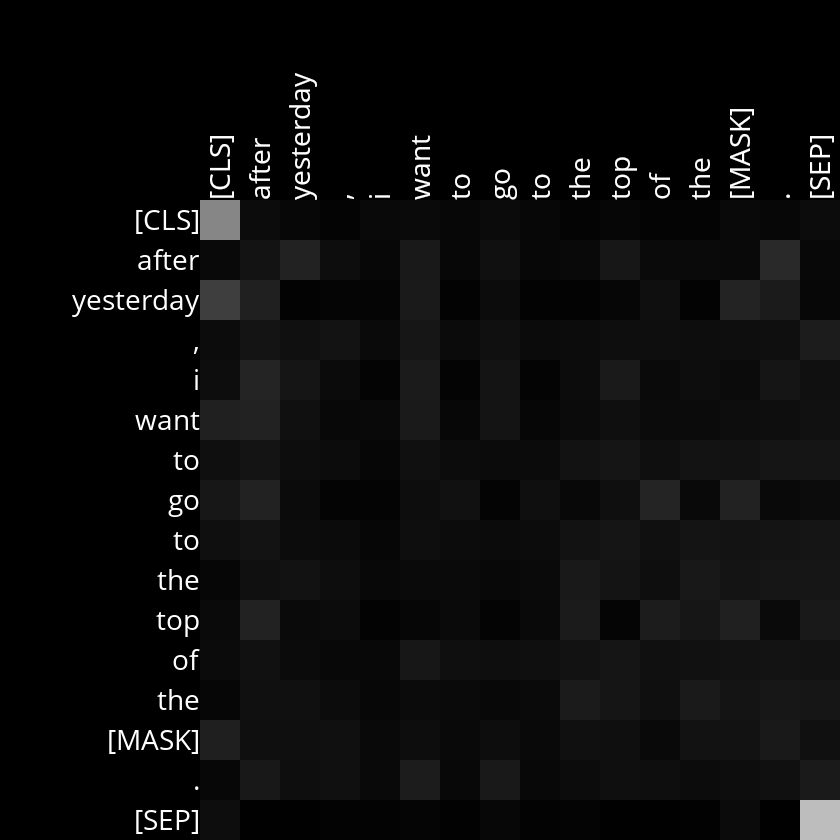 [CLS] after yesterday , i want to go to the top of the [MASK] . [SEP]
[CLS]
after
yesterday
,
i
want
to
go
to
the
top
of
the
[MASK]
.
[SEP]